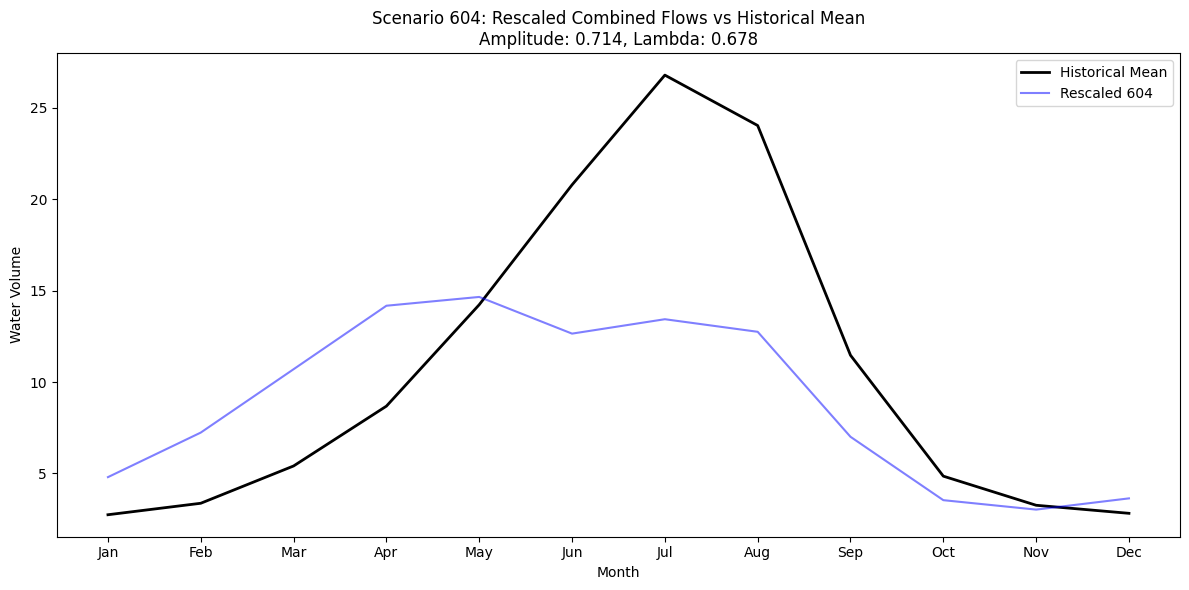 Scenario 604: Rescaled Combined Flows vs Historical Mean
Amplitude: 0.714, Lambda: 0.678
Historical Mean
Rescaled 604
Water Volume
25
20
15
10
5
Jan Feb Mar Apr May Jun Jul Aug Sep Oct Nov Dec
Month